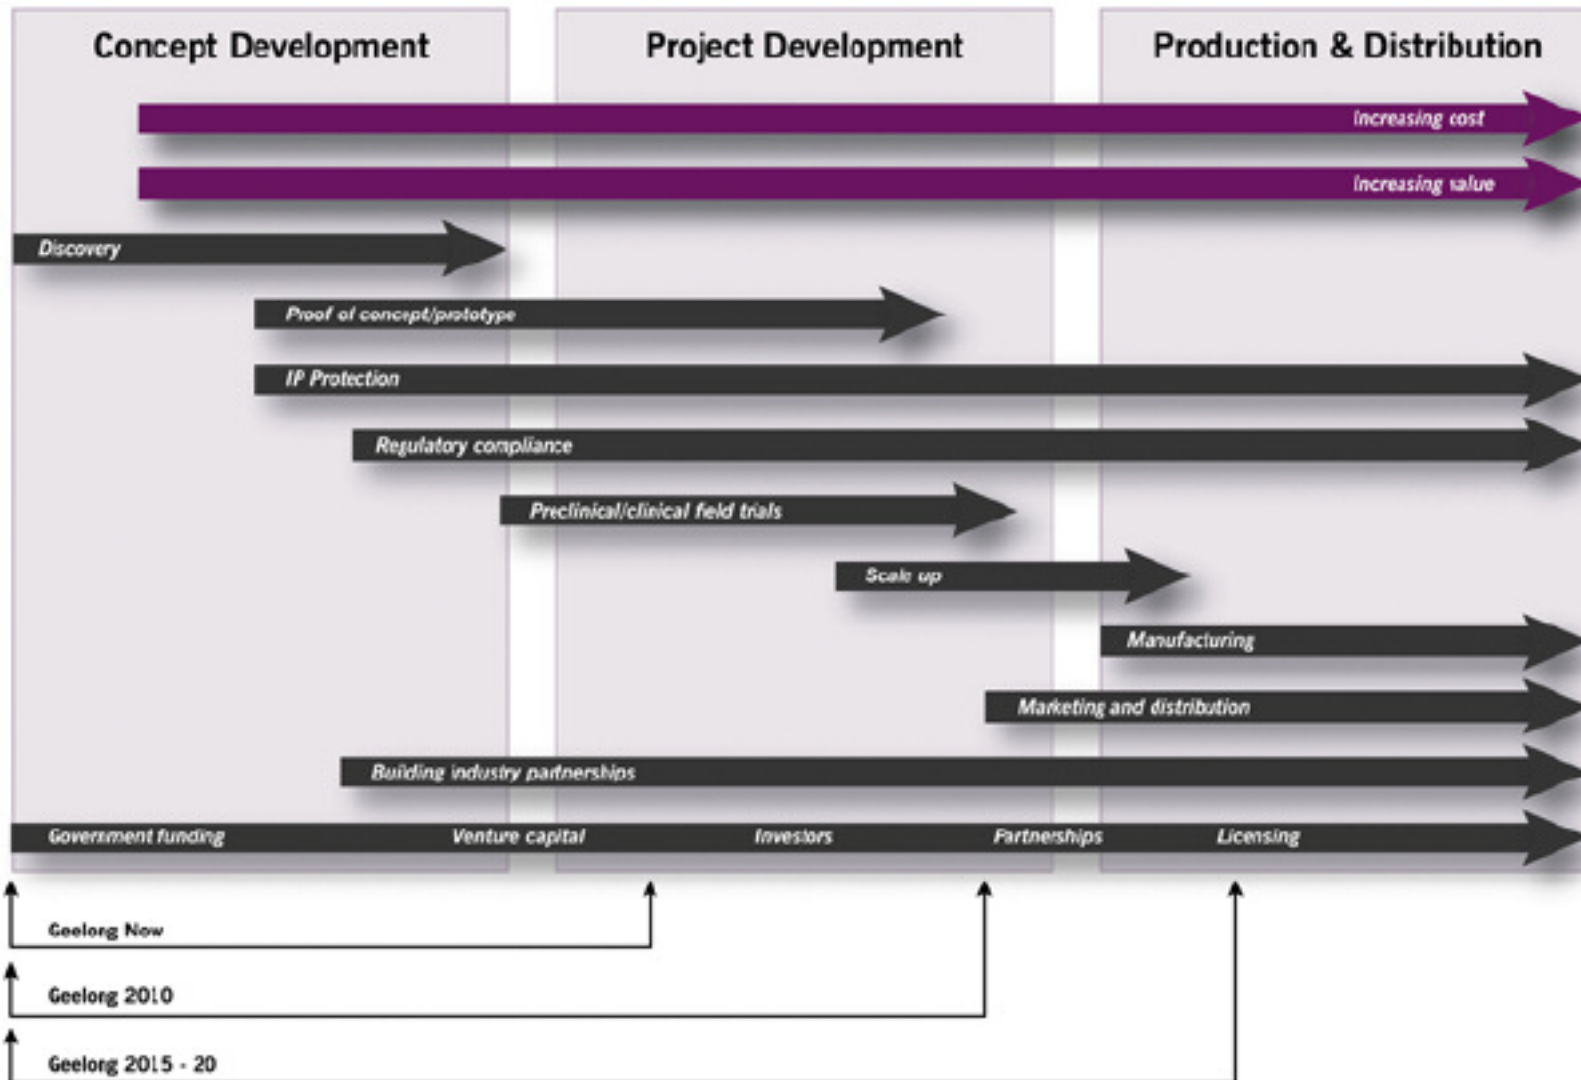 Concept Development
Project Development
Production & Distribution
Increasing cost
Increasing value
Discovery
Proof of concept/prototype
IP Protection
Regulatory compliance
Preclinical/clinical field trials
Scale up
Manufacturing
Marketing and distribution
Building industry partnerships
Government funding Venture capital Investors Partnerships Licensing
Geelong Now
Geelong 2010
Geelong 2015 - 20